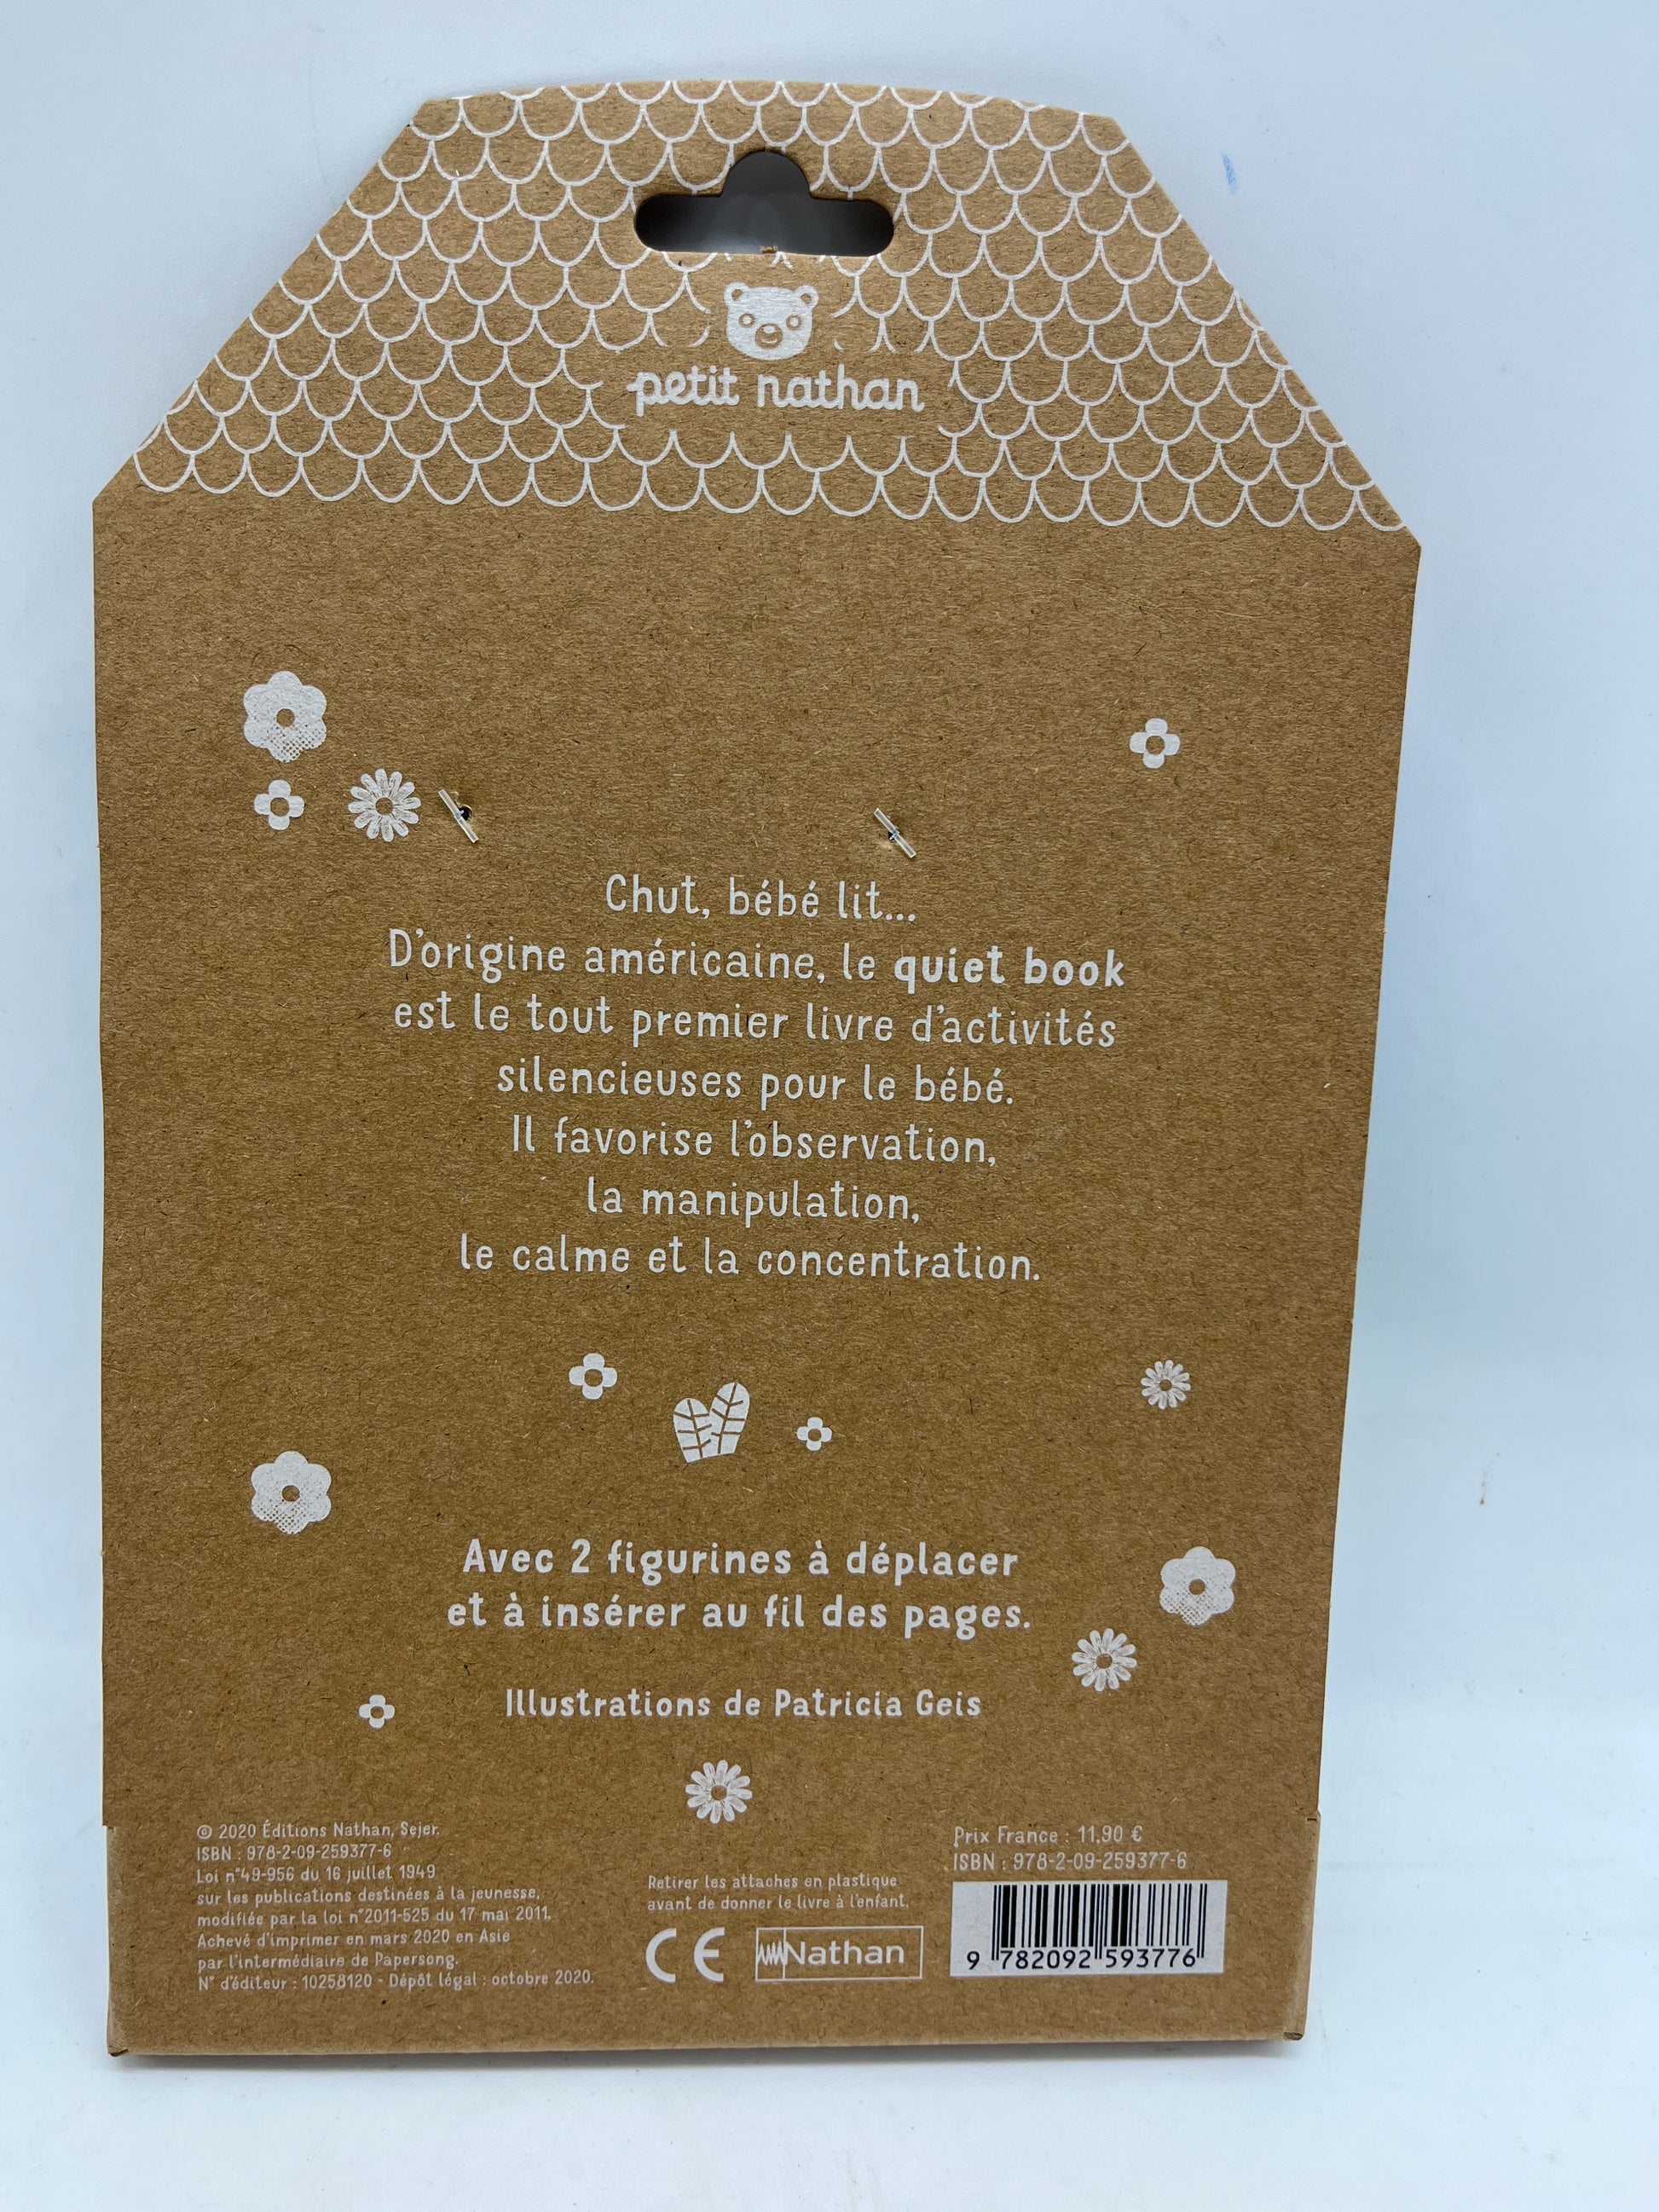 petit nathan
Chut, bébé lit...
D'origine américaine, le quiet book
est le tout premier livre d'activités
silencieuses pour le bébé.
Il favorise l'observation,
la manipulation,
le calme et la concentration.
Avec 2 figurines à déplacer
et à insérer au fil des pages.
Illustrations de Patricia Geis
© 2020 Éditions Nathan, Sejer.
ISBN : 978-2-09-259377-6
Loi n°49-956 du 16 juillet 1949
sur les publications destinées à la jeunesse,
modifiée par la loi n°2011-525 du 17 mai 2011.
Achevé d'imprimer en mars 2020 en Asie
par l'intermédiaire de Papersong.
N° d'éditeur : 10258120 - Dépôt légal : octobre 2020.
Retirer les attaches en plastique
avant de donner le livre à l'enfant.
CE
Nathan
Prix France : 11,90 €
ISBN : 978-2-09-259377-6
9 782092 593776